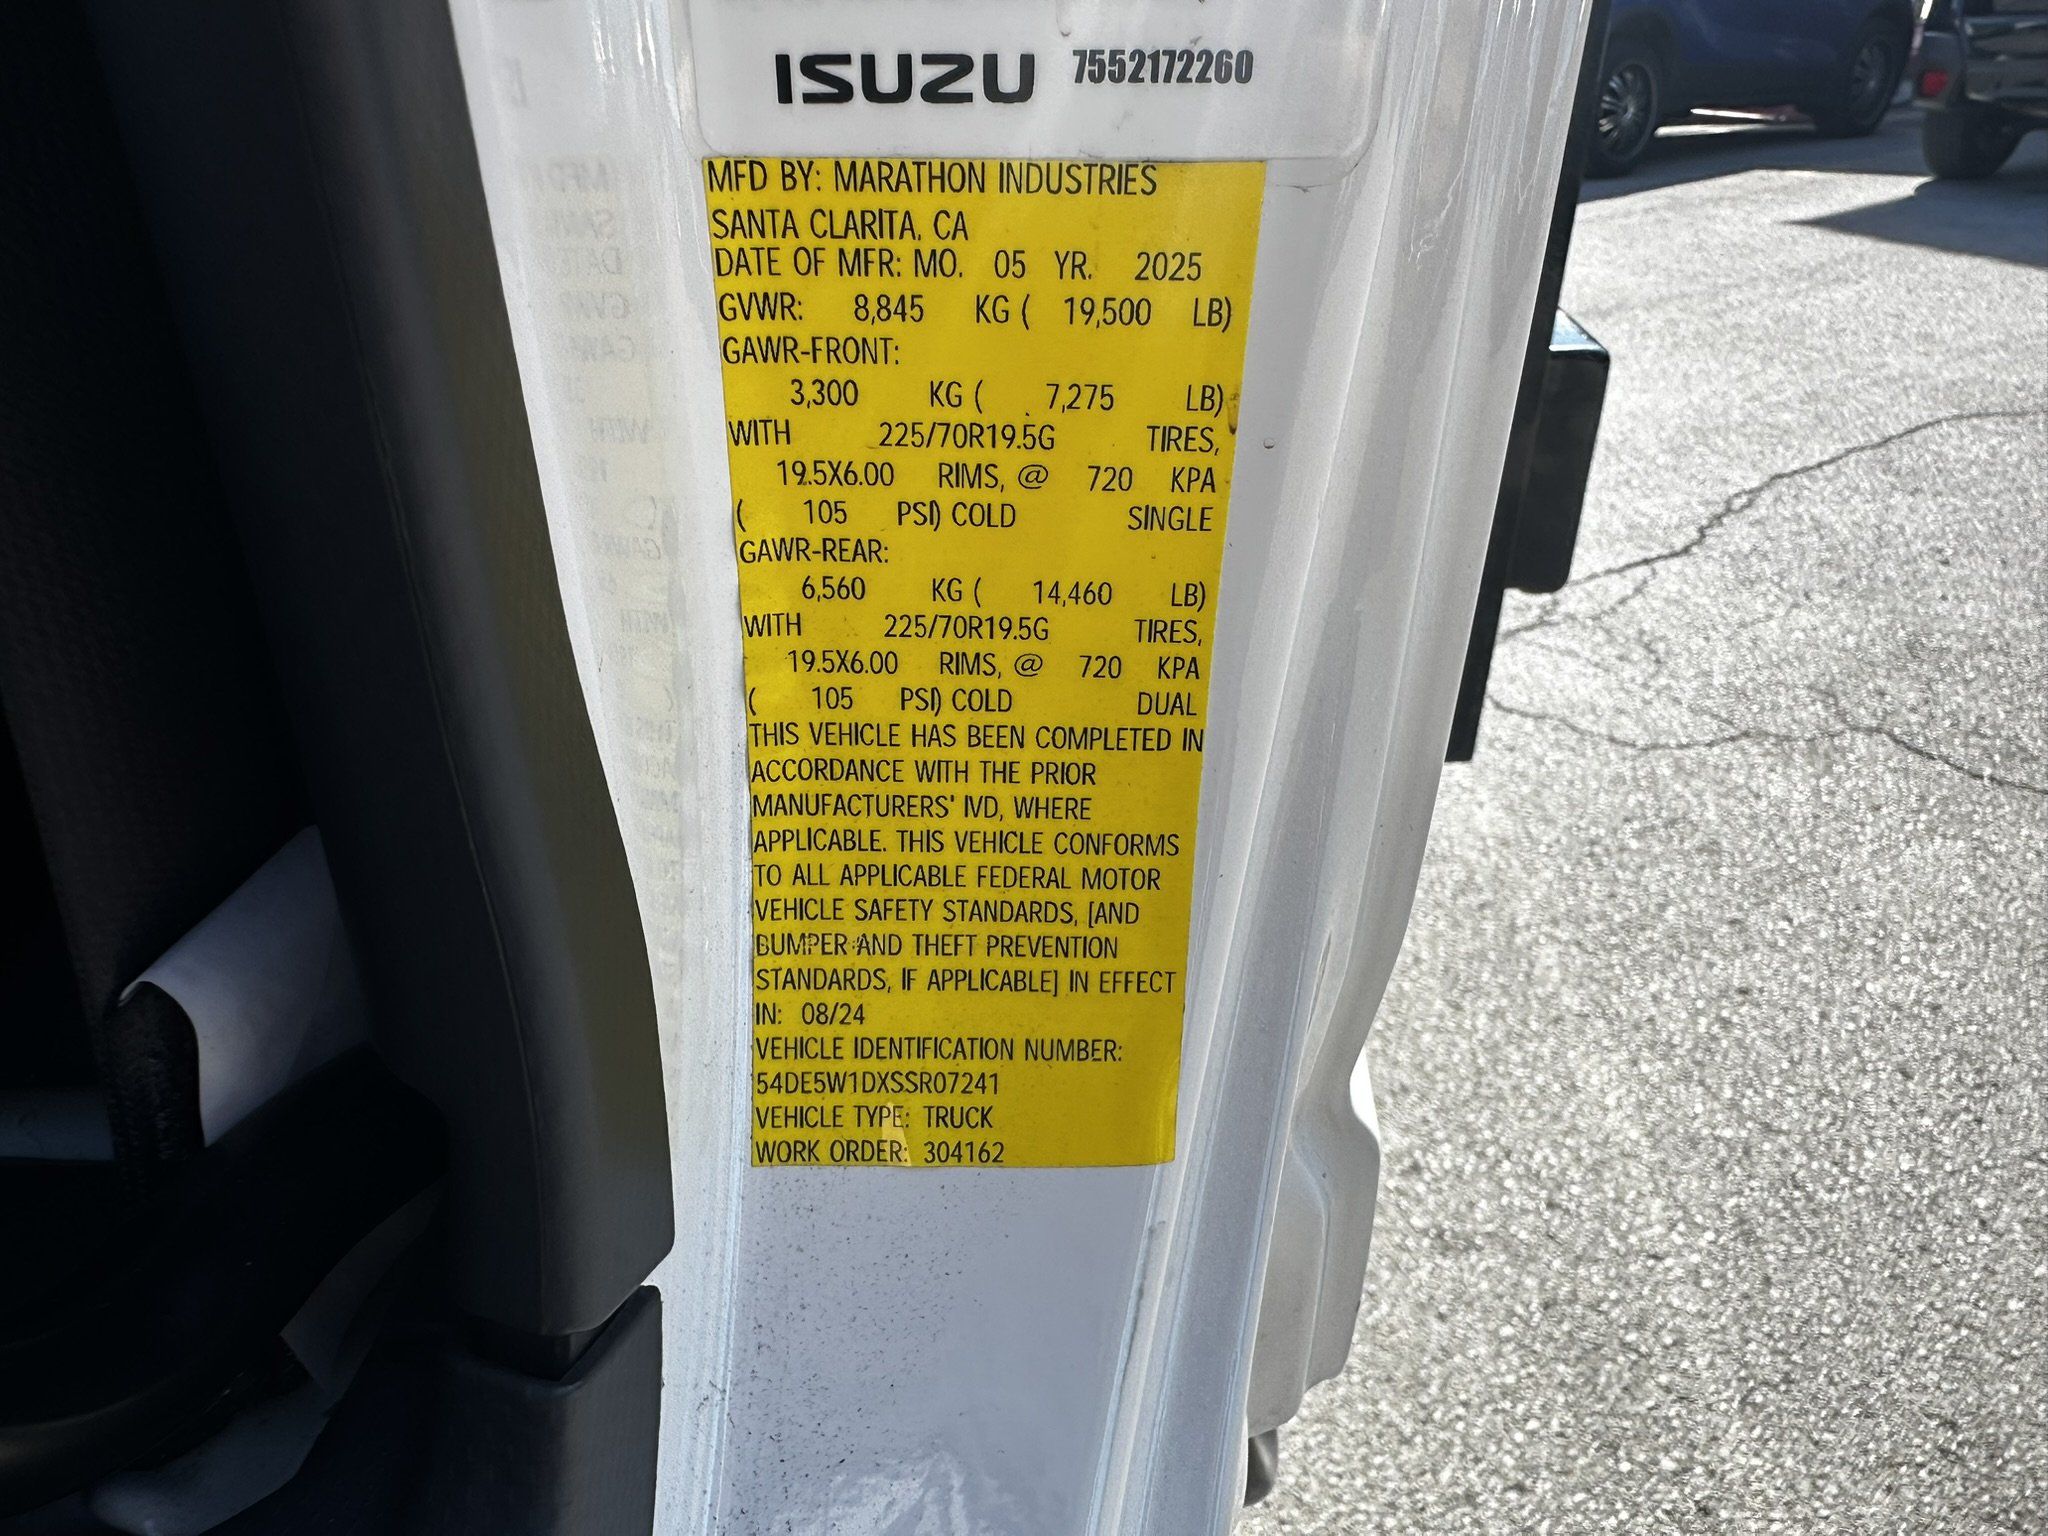 ISUZU 7552172260
MFD BY: MARATHON INDUSTRIES
SANTA CLARITA, CA
DATE OF MFR: MO. 05 YR. 2025
GVWR: 8,845 KG ( 19,500 LB)
GAWR-FRONT:
3,300 KG ( 7,275 LB)
WITH 225/70R19.5G TIRES,
19.5X6.00 RIMS, @ 720 KPA
( 105 PSI) COLD SINGLE
GAWR-REAR:
6,560 KG ( 14,460 LB)
WITH 225/70R19.5G TIRES,
19.5X6.00 RIMS, @ 720 KPA
( 105 PSI) COLD DUAL
THIS VEHICLE HAS BEEN COMPLETED IN
ACCORDANCE WITH THE PRIOR
MANUFACTURERS' IVD, WHERE
APPLICABLE. THIS VEHICLE CONFORMS
TO ALL APPLICABLE FEDERAL MOTOR
VEHICLE SAFETY STANDARDS, [AND
BUMPER AND THEFT PREVENTION
STANDARDS, IF APPLICABLE] IN EFFECT
IN: 08/24
VEHICLE IDENTIFICATION NUMBER:
54DE5W1DXSSR07241
VEHICLE TYPE: TRUCK
WORK ORDER: 304162